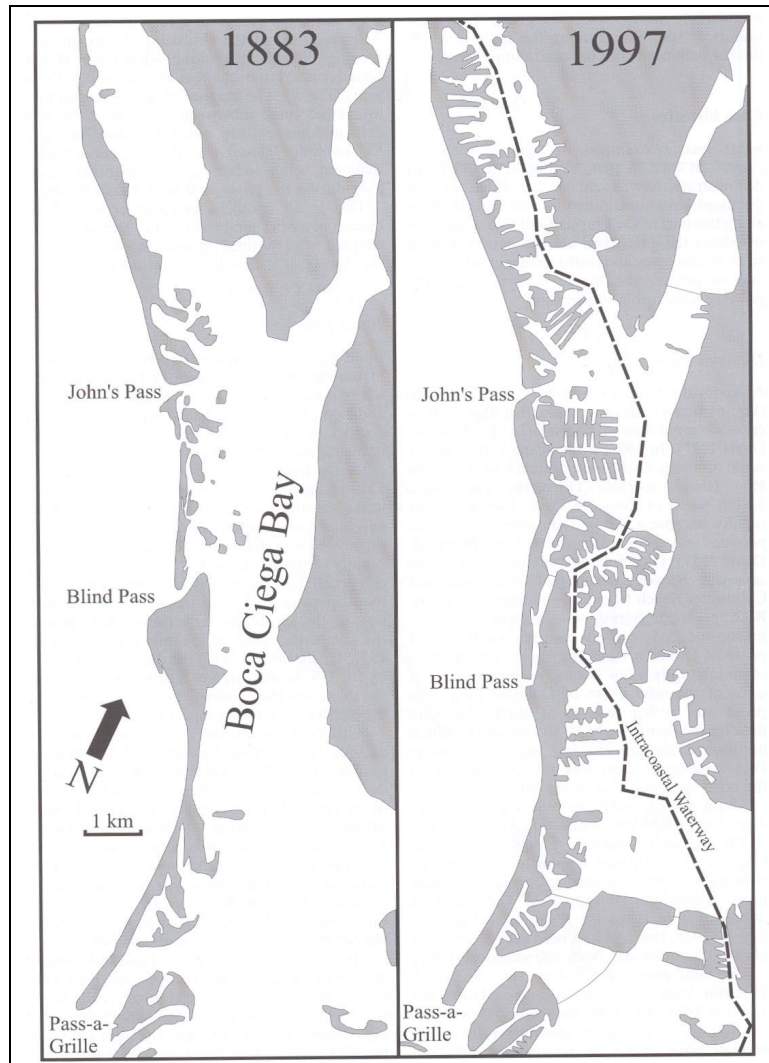 1883
John's Pass
Blind Pass
Boca Ciega Bay
N
1 km
Pass-a-
Grille
1997
John's Pass
Blind Pass
Intracoastal Waterway
Pass-a-
Grille